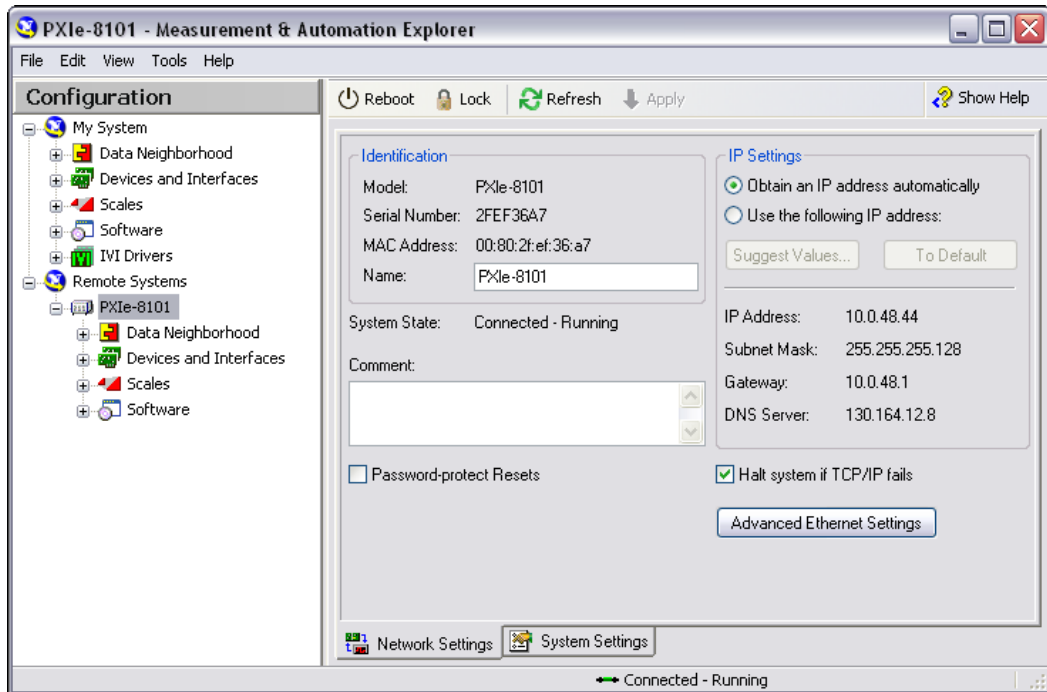 PXIe-8101 - Measurement & Automation Explorer
File Edit View Tools Help
Configuration
My System
Data Neighborhood
Devices and Interfaces
Scales
Software
IVI Drivers
Remote Systems
PXIe-8101
Data Neighborhood
Devices and Interfaces
Scales
Software
Reboot Lock Refresh Apply Show Help
Identification
Model: PXIe-8101
Serial Number: 2FEF36A7
MAC Address: 00:80:2f:ef:36:a7
Name: PXIe-8101
System State: Connected - Running
Comment:
Password-protect Resets
IP Settings
Obtain an IP address automatically
Use the following IP address:
Suggest Values... To Default
IP Address: 10.0.48.44
Subnet Mask: 255.255.255.128
Gateway: 10.0.48.1
DNS Server: 130.164.12.8
Halt system if TCP/IP fails
Advanced Ethernet Settings
Network Settings System Settings
Connected - Running